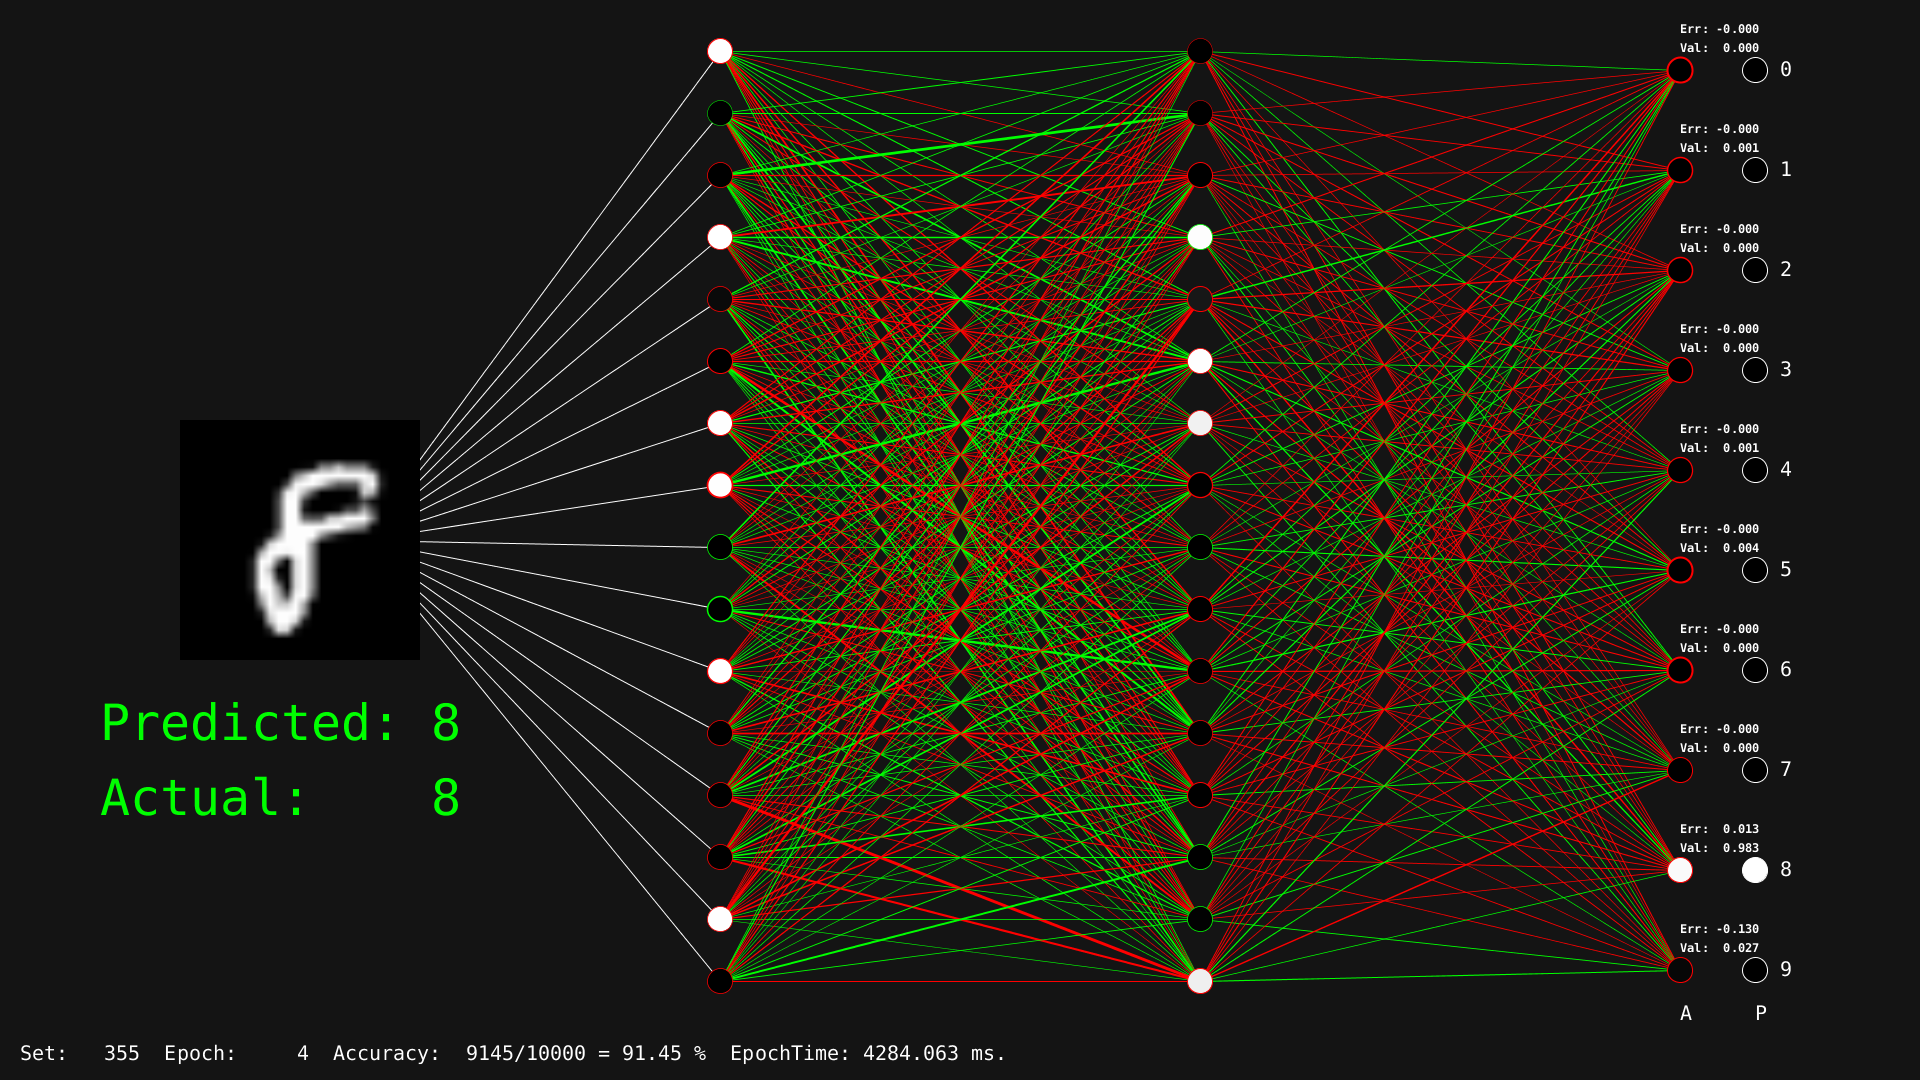 Err: -0.000
Val:  0.000
0
Err: -0.000
Val:  0.001
1
Err: -0.000
Val:  0.000
2
Err: -0.000
Val:  0.000
3
Err: -0.000
Val:  0.001
4
Err: -0.000
Val:  0.004
5
Err: -0.000
Val:  0.000
6
Err: -0.000
Val:  0.000
7
Err:  0.013
Val:  0.983
8
Err: -0.130
Val:  0.027
9
A P
8
Predicted: 8
Actual: 8
Set: 355 Epoch: 4 Accuracy: 9145/10000 = 91.45 % EpochTime: 4284.063 ms.